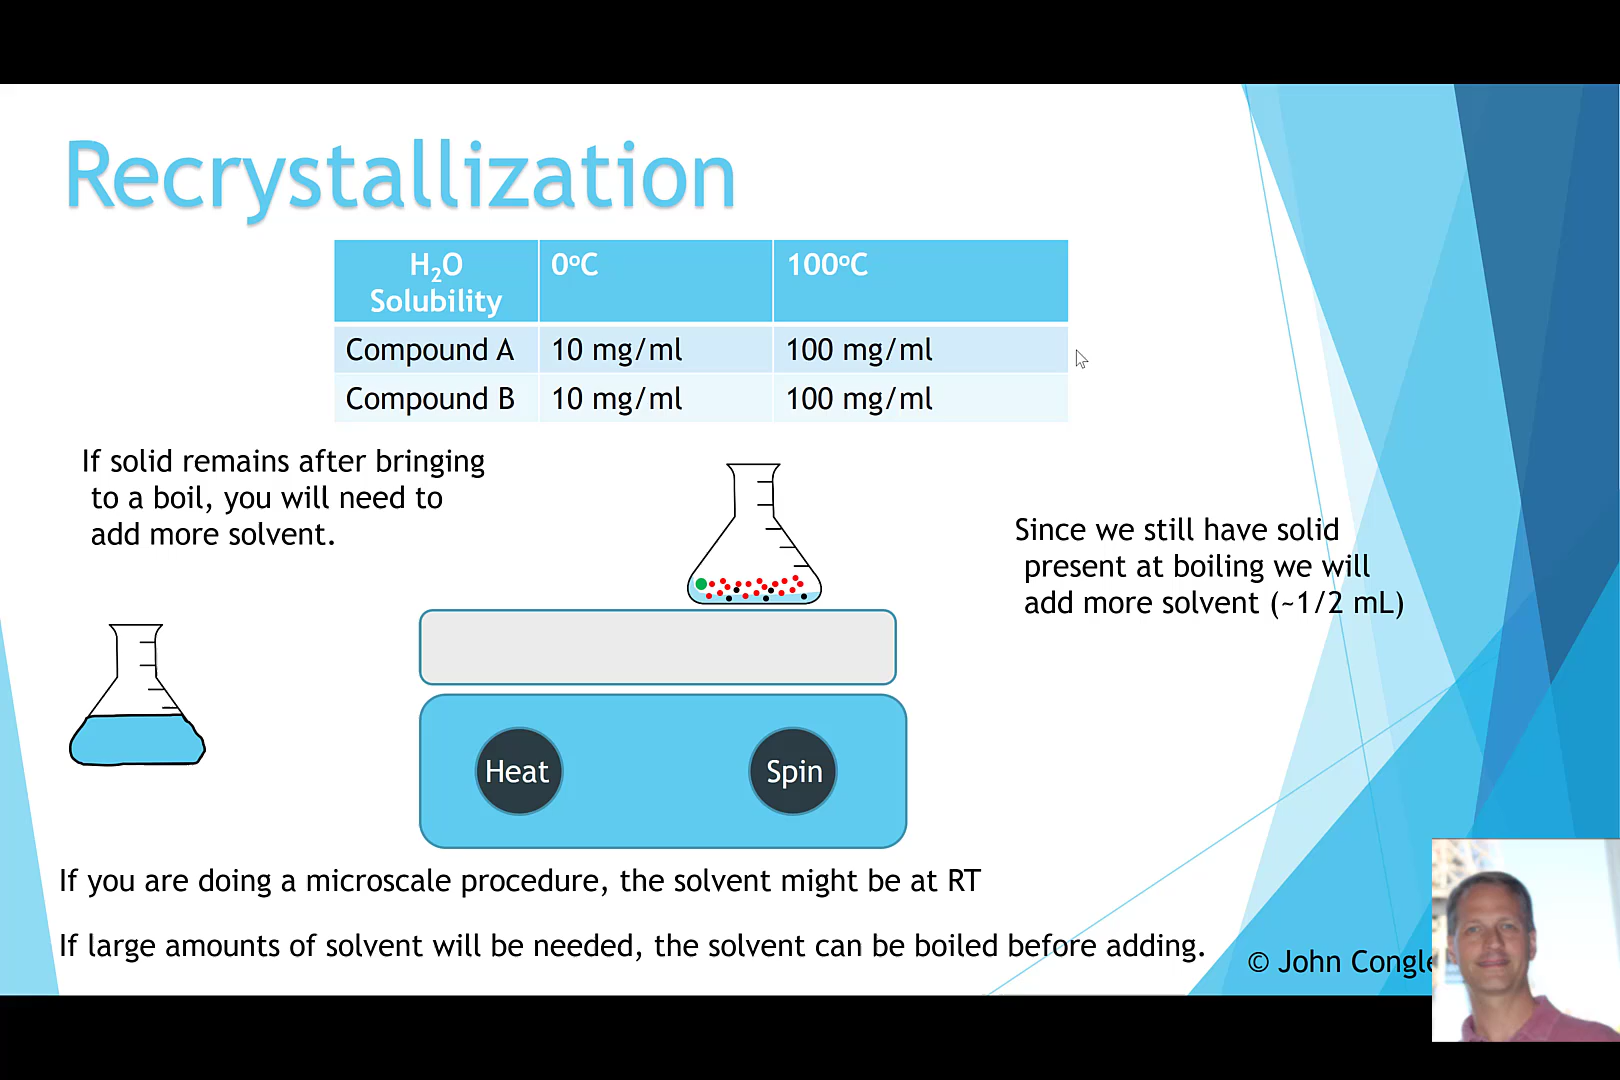 Recrystallization
H₂O 0°C 100°C
Solubility
Compound A 10 mg/ml 100 mg/ml
Compound B 10 mg/ml 100 mg/ml
If solid remains after bringing
to a boil, you will need to
add more solvent.
Since we still have solid
present at boiling we will
add more solvent (~1/2 mL)
Heat Spin
If you are doing a microscale procedure, the solvent might be at RT
If large amounts of solvent will be needed, the solvent can be boiled before adding.
© John